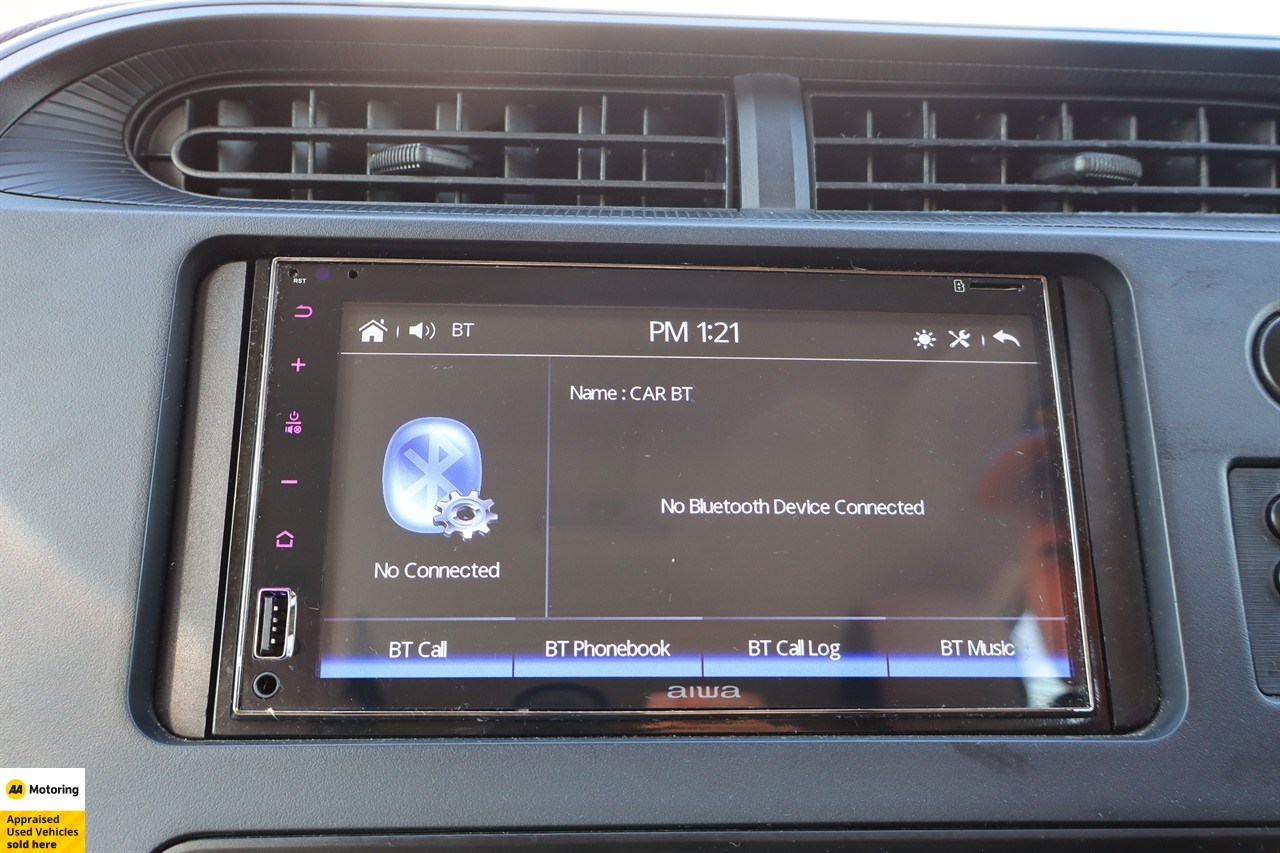 RST
BT
PM 1:21
Name : CAR BT
No Bluetooth Device Connected
No Connected
BT Call
BT Phonebook
BT Call Log
BT Music
aiwa
AA Motoring
Appraised
Used Vehicles
sold here